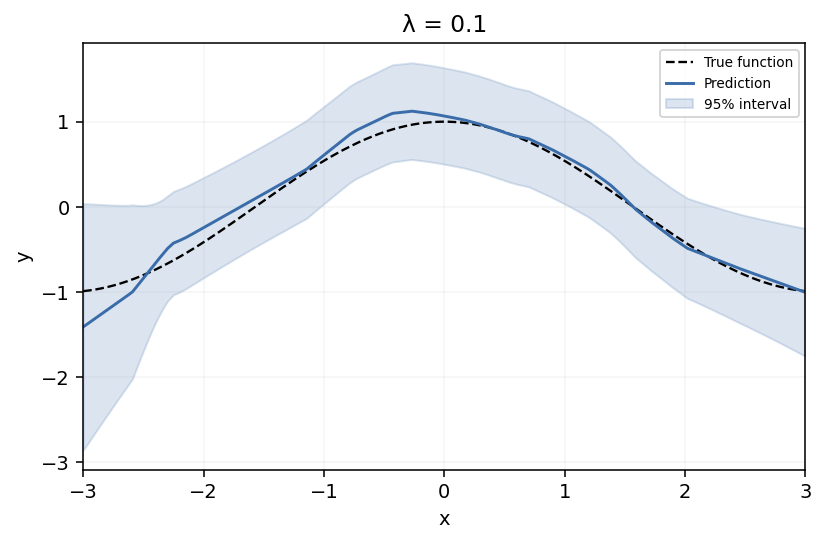 λ = 0.1
True function
Prediction
95% interval
y
1
0
−1
−2
−3
−3
−2
−1
0
1
2
3
x